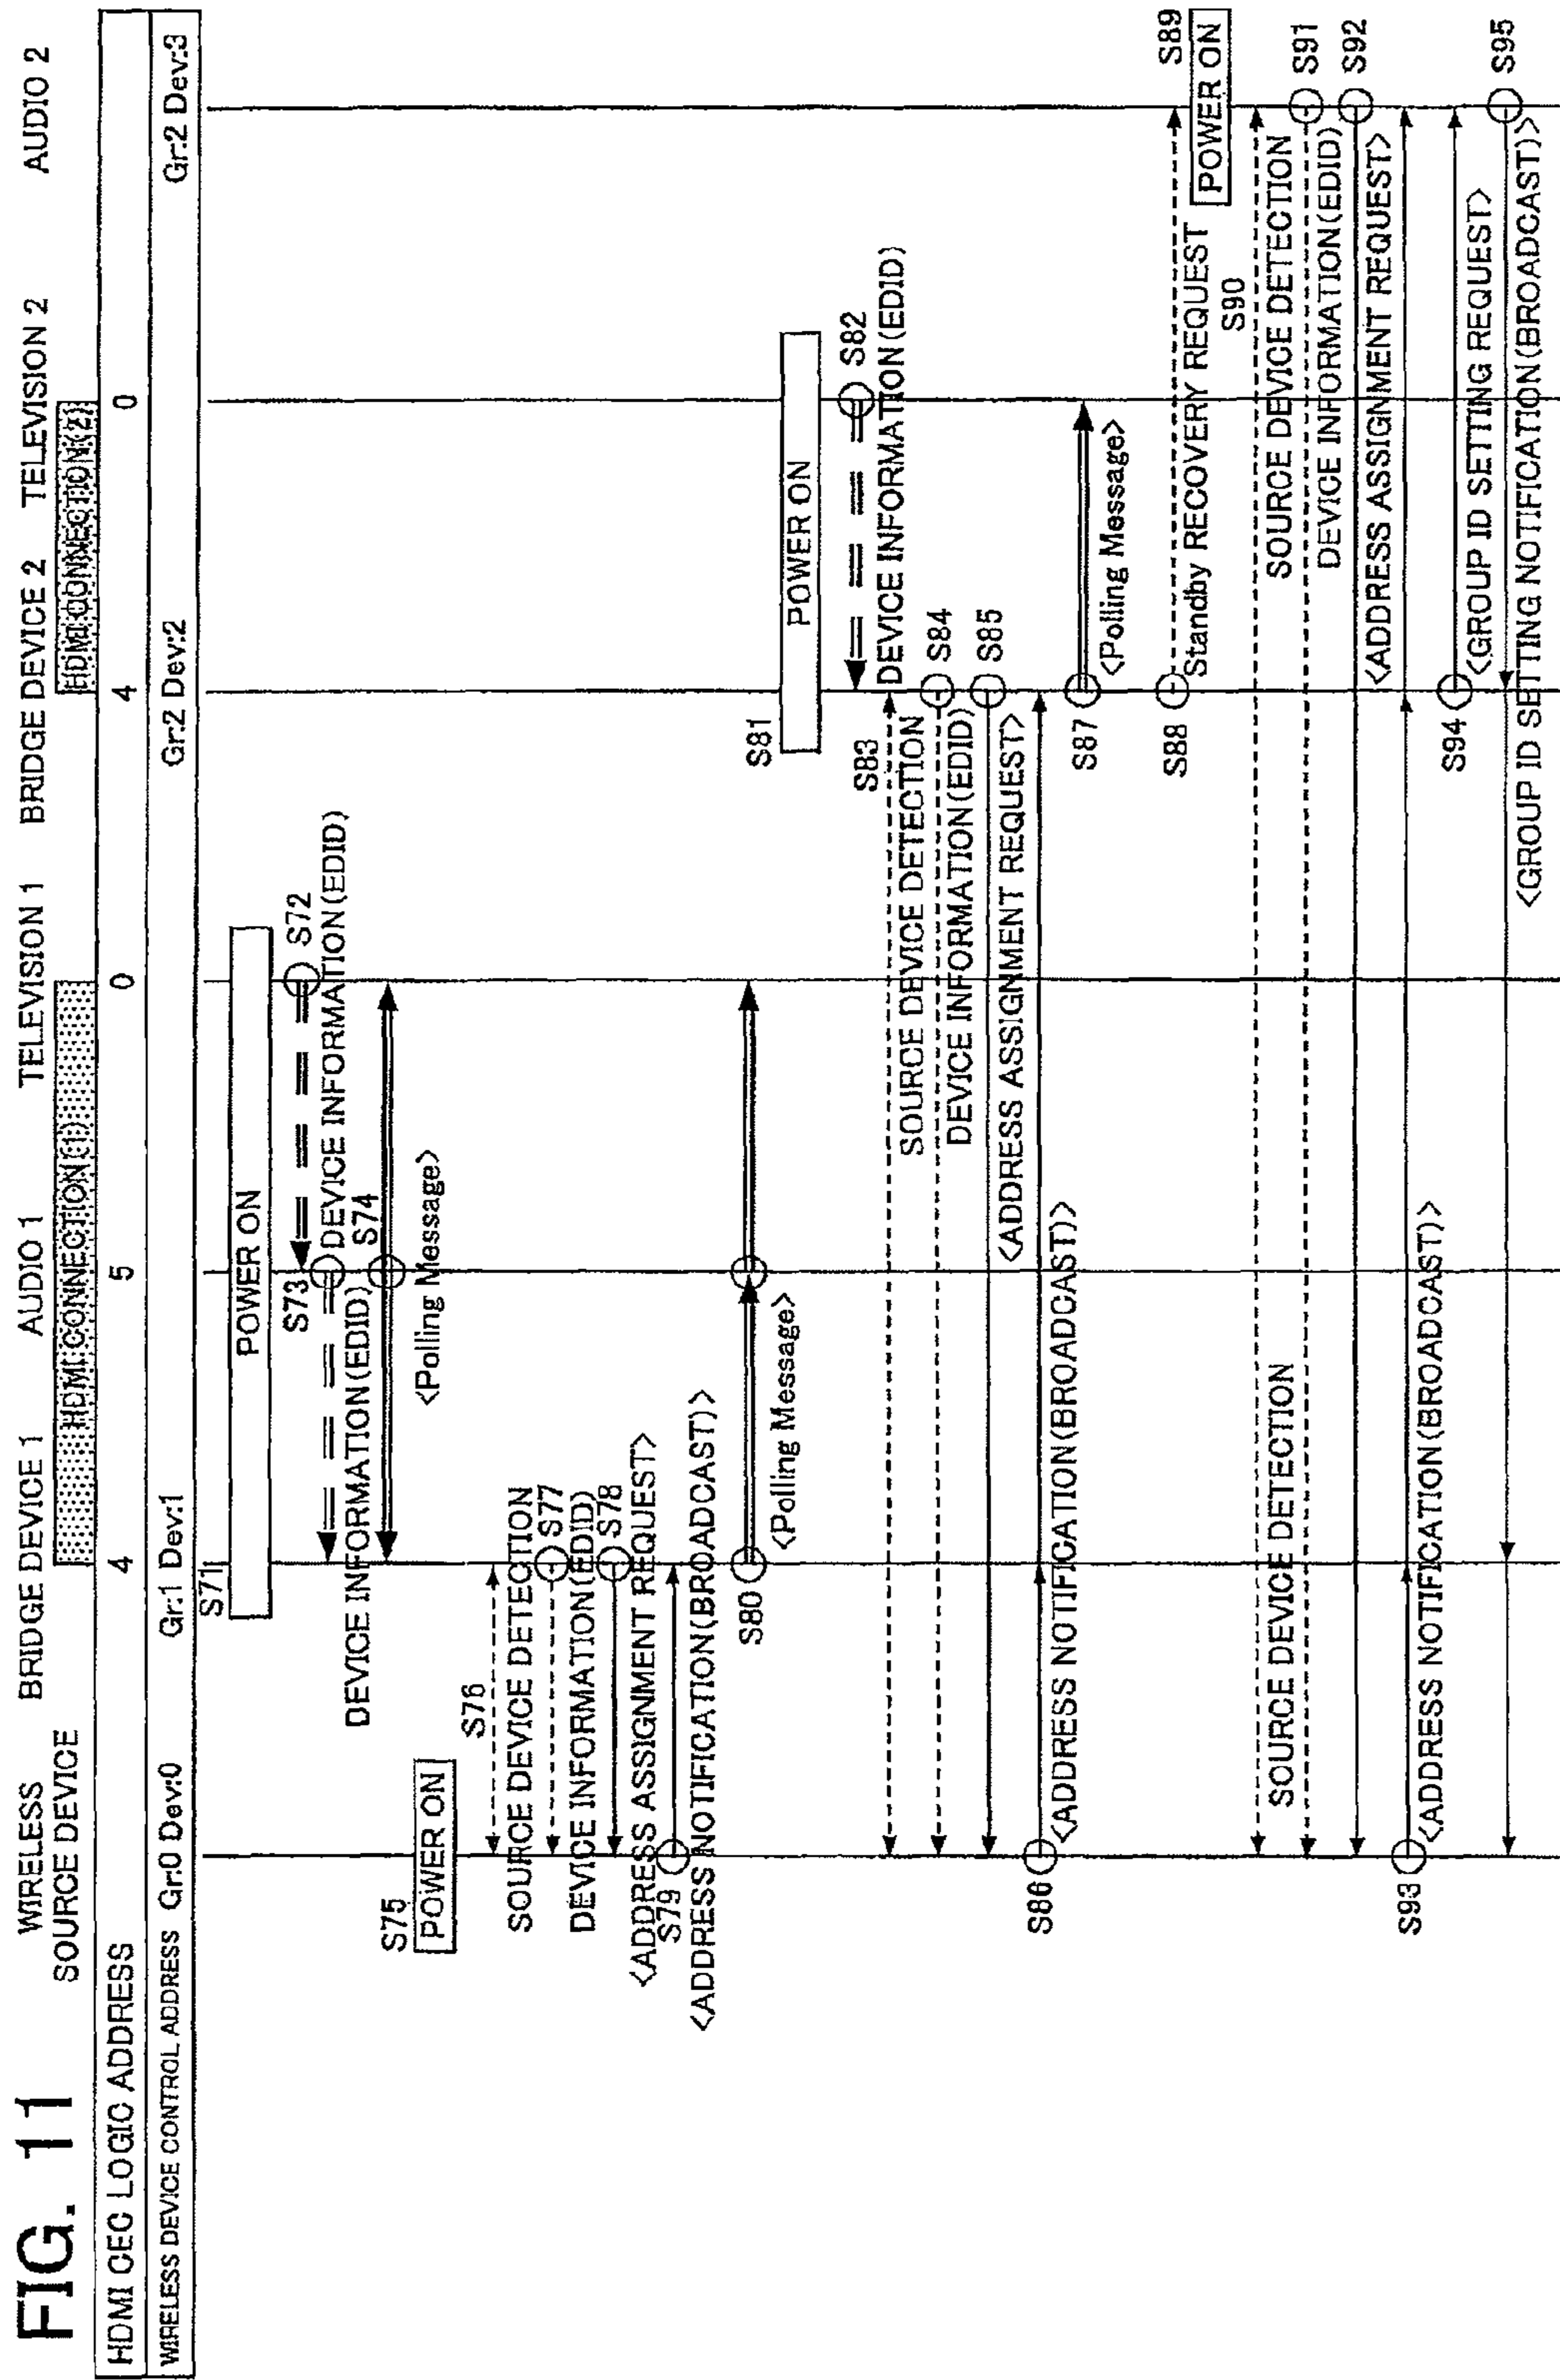 FIG. 11
WIRELESS
SOURCE DEVICE
BRIDGE DEVICE 1
AUDIO 1
TELEVISION 1
BRIDGE DEVICE 2
TELEVISION 2
AUDIO 2
HDMI CONNECTION(1)
HDMI CONNECTION(2)
HDMI CEC LOGIC ADDRESS
4
5
0
4
0
WIRELESS DEVICE CONTROL ADDRESS
Gr:0 Dev:0
Gr:1 Dev:1
Gr:2 Dev:2
Gr:2 Dev:3
S71
POWER ON
S72
DEVICE INFORMATION(EDID)
S73
DEVICE INFORMATION(EDID)
S74
<Polling Message>
S75
POWER ON
S76
SOURCE DEVICE DETECTION
S77
DEVICE INFORMATION(EDID)
S78
<ADDRESS ASSIGNMENT REQUEST>
S79
<ADDRESS NOTIFICATION(BROADCAST)>
S80
<Polling Message>
S81
POWER ON
S82
DEVICE INFORMATION(EDID)
S83
SOURCE DEVICE DETECTION
S84
DEVICE INFORMATION(EDID)
S85
<ADDRESS ASSIGNMENT REQUEST>
S86
<ADDRESS NOTIFICATION(BROADCAST)>
S87
<Polling Message>
S88
Standby RECOVERY REQUEST
S89
POWER ON
S90
SOURCE DEVICE DETECTION
SOURCE DEVICE DETECTION
S91
DEVICE INFORMATION(EDID)
S92
<ADDRESS ASSIGNMENT REQUEST>
S93
<ADDRESS NOTIFICATION(BROADCAST)>
S94
<GROUP ID SETTING REQUEST>
S95
<GROUP ID SETTING NOTIFICATION(BROADCAST)>